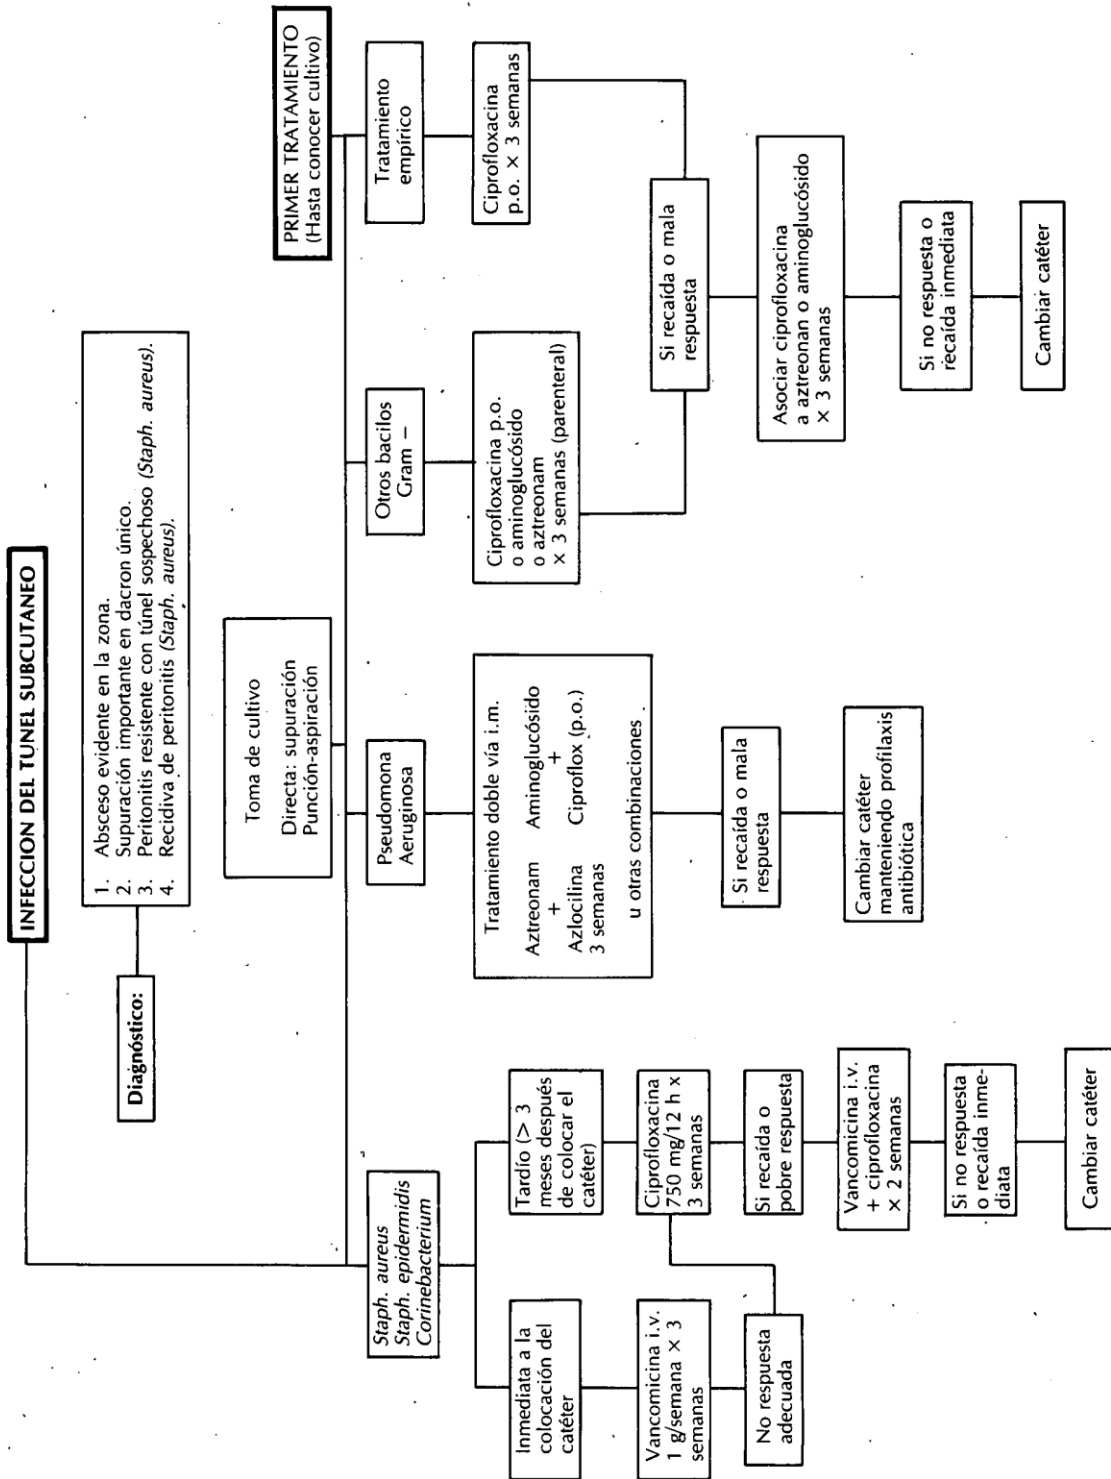 INFECCION DEL TUNEL SUBCUTANEO
Diagnóstico:
1. Absceso evidente en la zona.
2. Supuración importante en dacron único.
3. Peritonitis resistente con túnel sospechoso (Staph. aureus).
4. Recidiva de peritonitis (Staph. aureus).
Toma de cultivo
Directa: supuración
Punción-aspiración
PRIMER TRATAMIENTO
(Hasta conocer cultivo)
Staph. aureus
Staph. epidermidis
Corinebacterium
Inmediata a la
colocación del
catéter
Vancomicina i.v.
1 g/semana × 3
semanas
No respuesta
adecuada
Tardío (> 3
meses después
de colocar el
catéter)
Ciprofloxacina
750 mg/12 h x
3 semanas
Si recaída o
pobre respuesta
Vancomicina i.v.
+ ciprofloxacina
× 2 semanas
Si no respuesta
o recaída inme-
diata
Cambiar catéter
Pseudomona
Aeruginosa
Tratamiento doble vía i.m.
Aztreonam Aminoglucósido
+ +
Azlocilina Ciproflox (p.o.)
3 semanas
u otras combinaciones
Si recaída o mala
respuesta
Cambiar catéter
manteniendo profilaxis
antibiótica
Otros bacilos
Gram −
Ciprofloxacina p.o.
o aminoglucósido
o aztreonam
× 3 semanas (parenteral)
Tratamiento
empírico
Ciprofloxacina
p.o. × 3 semanas
Si recaída o mala
respuesta
Asociar ciprofloxacina
a aztreonan o aminoglucósido
× 3 semanas
Si no respuesta o
recaída inmediata
Cambiar catéter